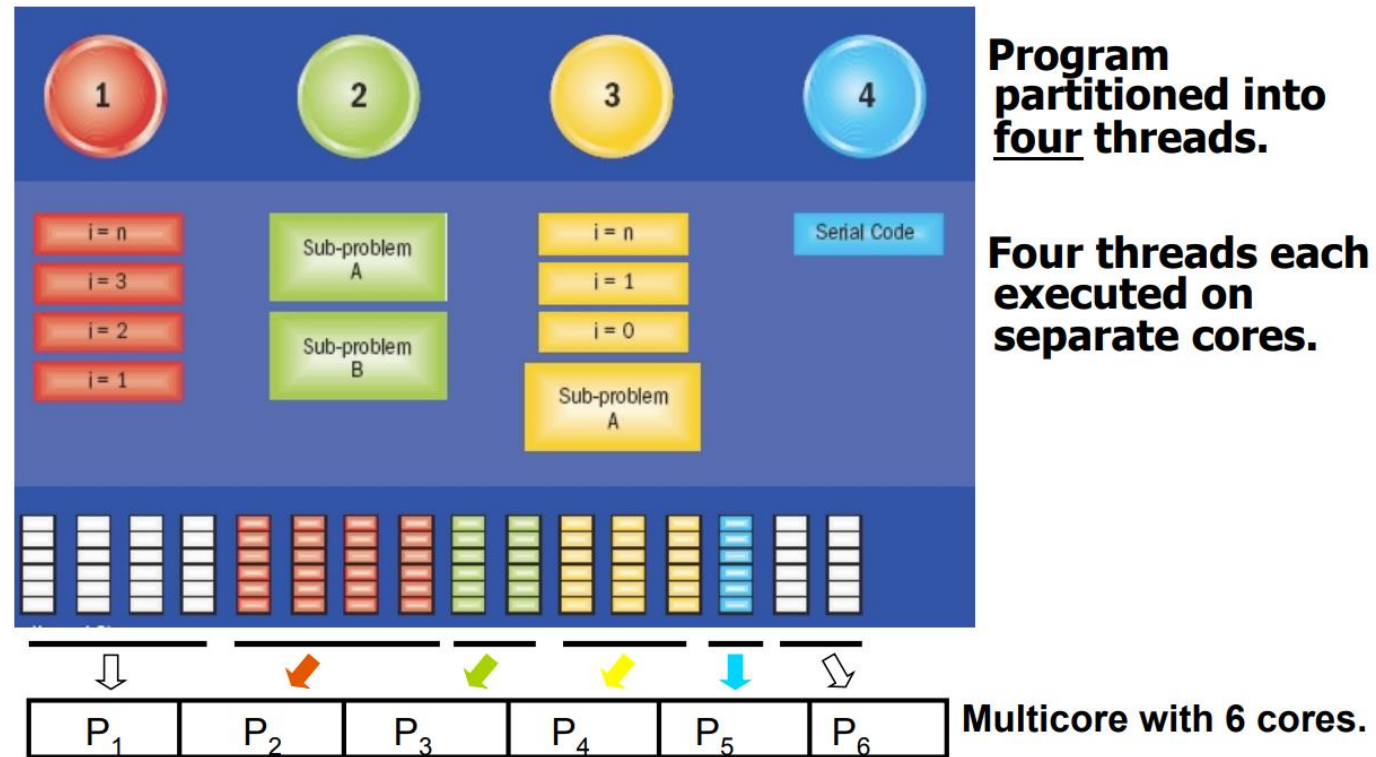 1
2
3
4
Program
partitioned into
four threads.
i = n
i = 3
i = 2
i = 1
Sub-problem
A
Sub-problem
B
i = n
i = 1
i = 0
Sub-problem
A
Serial Code
Four threads each
executed on
separate cores.
P1
P2
P3
P4
P5
P6
Multicore with 6 cores.